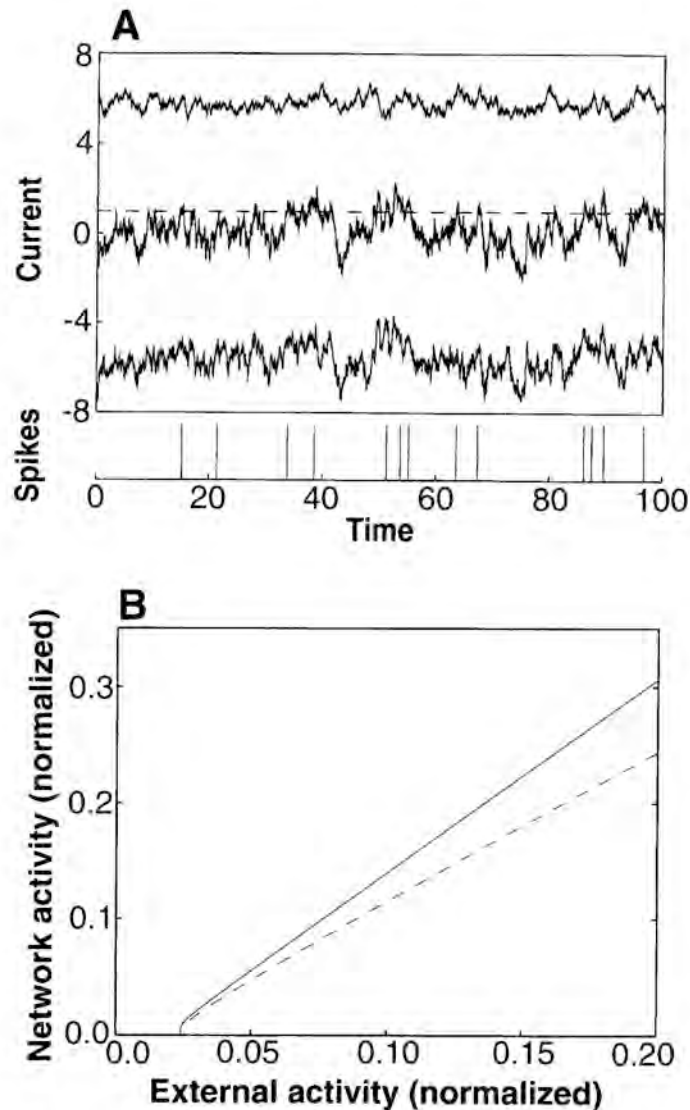 A
8
4
Current
0
-4
-8
Spikes
0 20 40 60 80 100
Time
B
Network activity (normalized)
0.3
0.2
0.1
0.0
0.0 0.05 0.10 0.15 0.20
External activity (normalized)